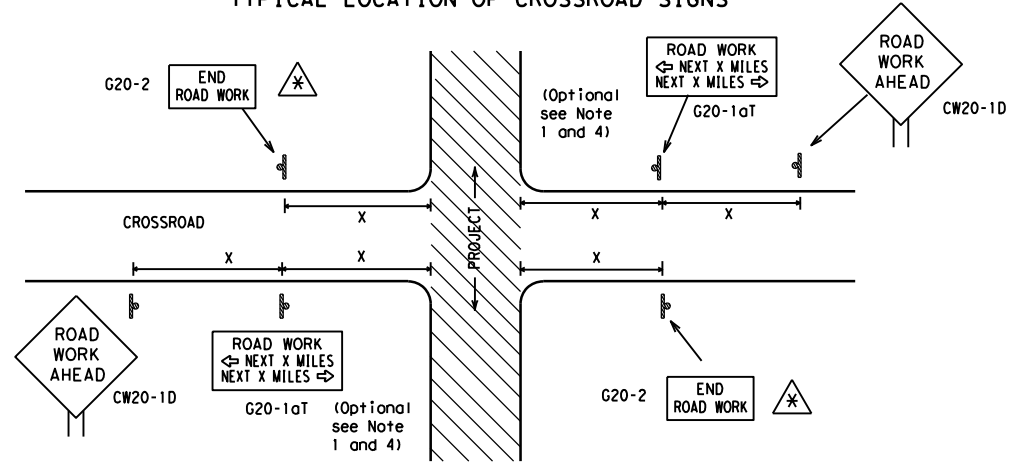 TYPICAL LOCATION OF CROSSROAD SIGNS
G20-2
END
ROAD WORK
*
(Optional
see Note
1 and 4)
ROAD WORK
⇦ NEXT X MILES
NEXT X MILES ⇨
G20-1aT
ROAD
WORK
AHEAD
CW20-1D
X
X
X
CROSSROAD
PROJECT
X
X
X
ROAD
WORK
AHEAD
CW20-1D
ROAD WORK
⇦ NEXT X MILES
NEXT X MILES ⇨
G20-1aT
(Optional
see Note
1 and 4)
G20-2
END
ROAD WORK
*